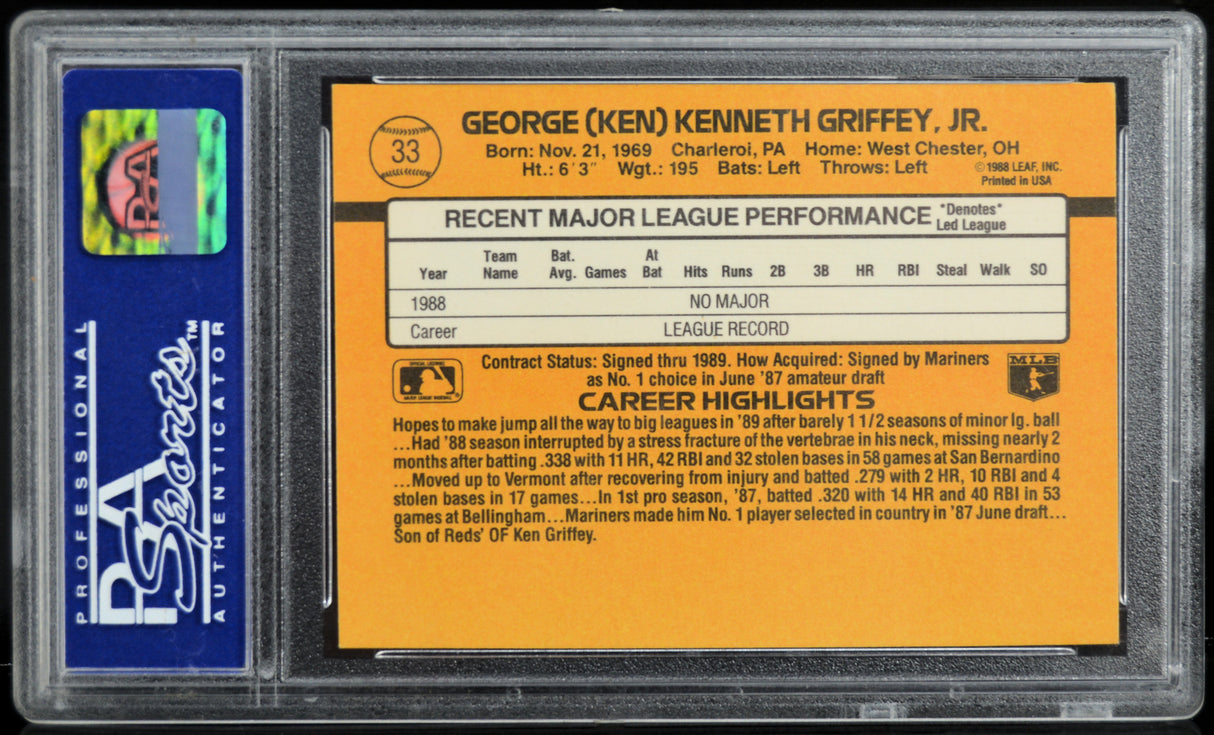 PROFESSIONAL
PSA
Sports™
AUTHENTICATOR
PSA
33
GEORGE (KEN) KENNETH GRIFFEY, JR.
Born: Nov. 21, 1969 Charleroi, PA Home: West Chester, OH
Ht.: 6'3" Wgt.: 195 Bats: Left Throws: Left
©1988 LEAF, INC.
Printed in USA
RECENT MAJOR LEAGUE PERFORMANCE *Denotes* Led League
Year Team Name Bat. Avg. Games At Bat Hits Runs 2B 3B HR RBI Steal Walk SO
1988 NO MAJOR
Career LEAGUE RECORD
MLB
Contract Status: Signed thru 1989. How Acquired: Signed by Mariners
as No. 1 choice in June '87 amateur draft
CAREER HIGHLIGHTS
Hopes to make jump all the way to big leagues in '89 after barely 1 1/2 seasons of minor lg. ball
...Had '88 season interrupted by a stress fracture of the vertebrae in his neck, missing nearly 2
months after batting .338 with 11 HR, 42 RBI and 32 stolen bases in 58 games at San Bernardino
...Moved up to Vermont after recovering from injury and batted .279 with 2 HR, 10 RBI and 4
stolen bases in 17 games...In 1st pro season, '87, batted .320 with 14 HR and 40 RBI in 53
games at Bellingham...Mariners made him No. 1 player selected in country in '87 June draft...
Son of Reds' OF Ken Griffey.